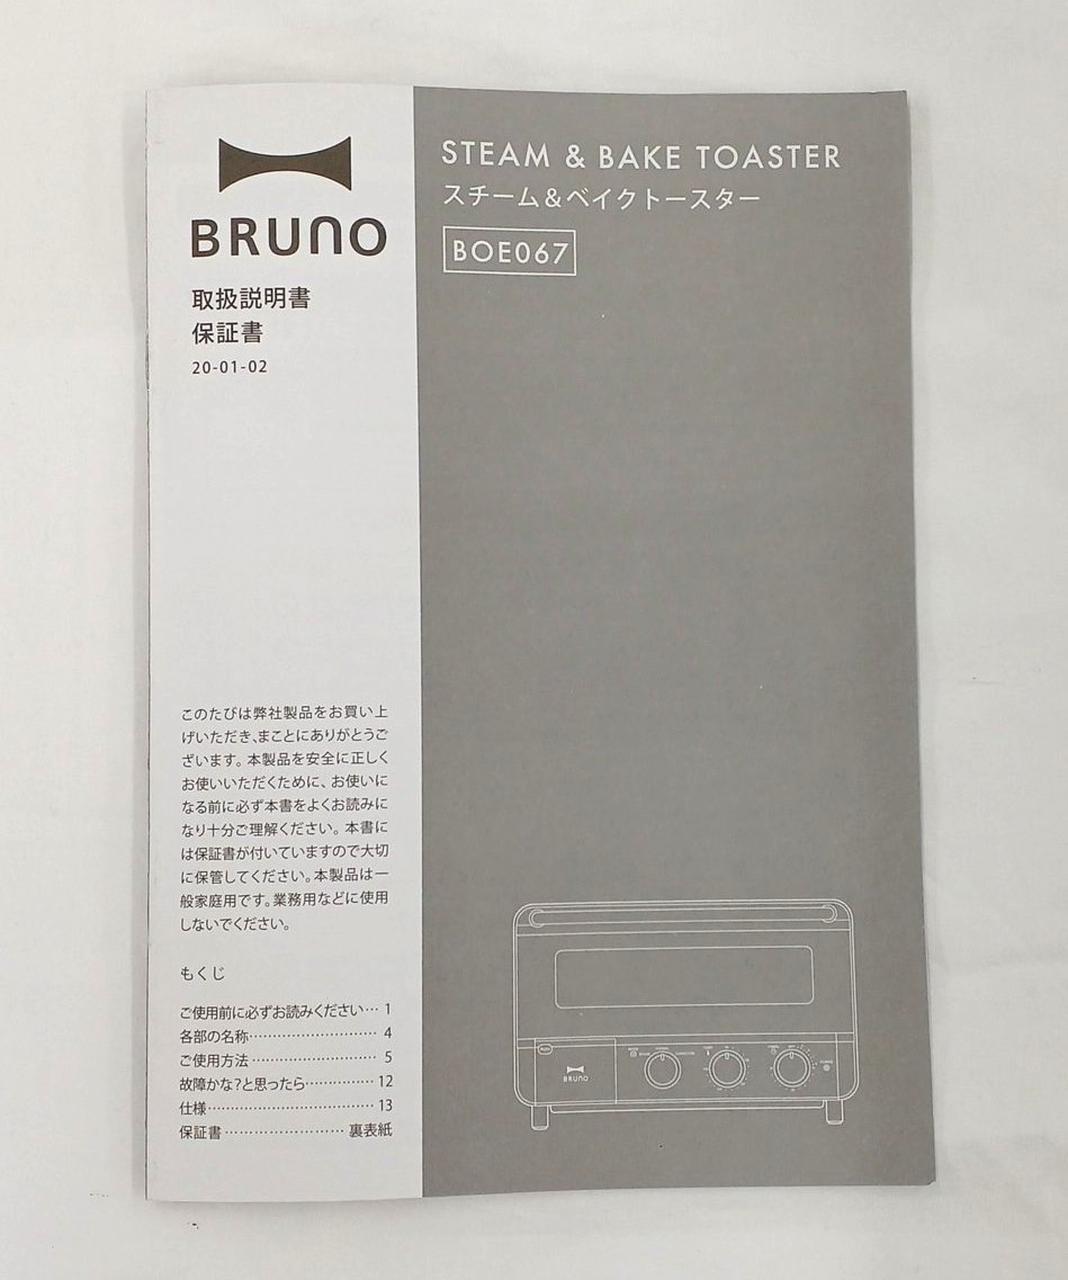 BRUNO
取扱説明書
保証書
20-01-02
STEAM & BAKE TOASTER
スチーム&ベイクトースター
BOE067
このたびは弊社製品をお買い上
げいただき、まことにありがとうご
ざいます。本製品を安全に正しく
お使いいただくために、お使いに
なる前に必ず本書をよくお読みに
なり十分ご理解ください。本書に
は保証書が付いていますので大切
に保管してください。本製品は一
般家庭用です。業務用などに使用
しないでください。
もくじ
ご使用前に必ずお読みください… 1
各部の名称……………………… 4
ご使用方法……………………… 5
故障かな?と思ったら…………… 12
仕様……………………………… 13
保証書…………………… 裏表紙
BRUNO